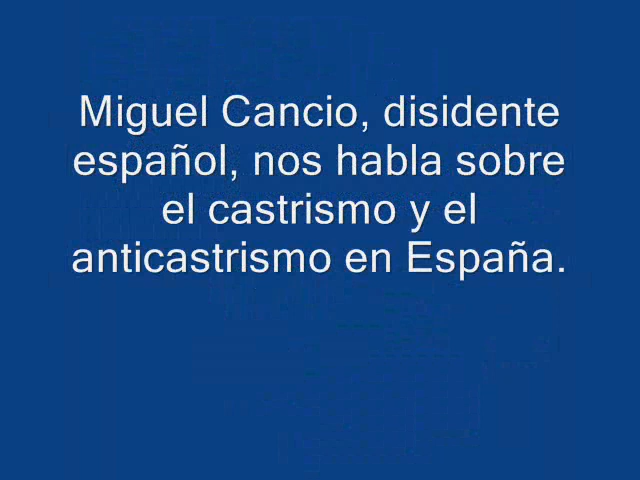 Miguel Cancio, disidente
español, nos habla sobre
el castrismo y el
anticastrismo en España.